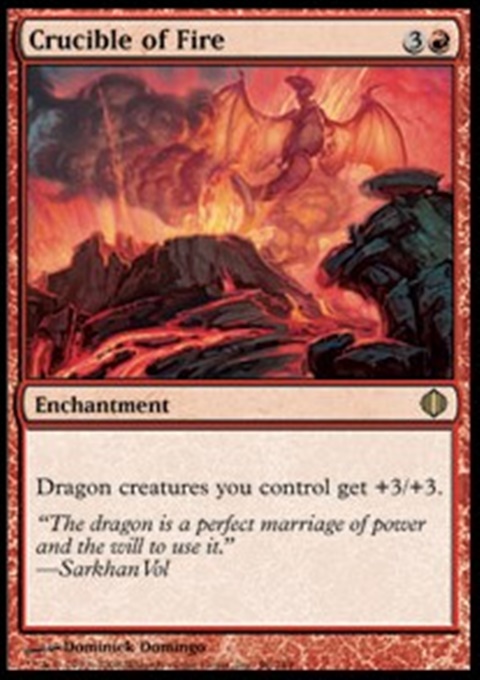 Crucible of Fire
3
Enchantment
Dragon creatures you control get +3/+3.
“The dragon is a perfect marriage of power
and the will to use it.”
—Sarkhan Vol
Dominick Domingo